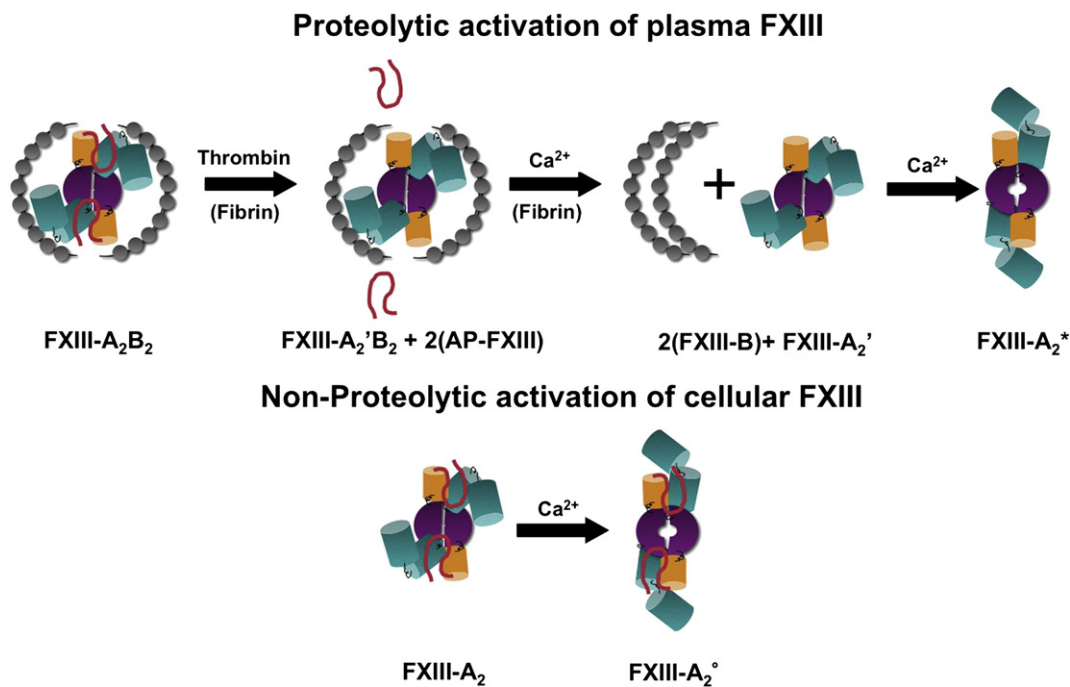 Proteolytic activation of plasma FXIII
Thrombin
(Fibrin)
Ca²⁺
(Fibrin)
+
Ca²⁺
FXIII-A₂B₂
FXIII-A₂’B₂ + 2(AP-FXIII)
2(FXIII-B)+ FXIII-A₂’
FXIII-A₂*
Non-Proteolytic activation of cellular FXIII
Ca²⁺
FXIII-A₂
FXIII-A₂°